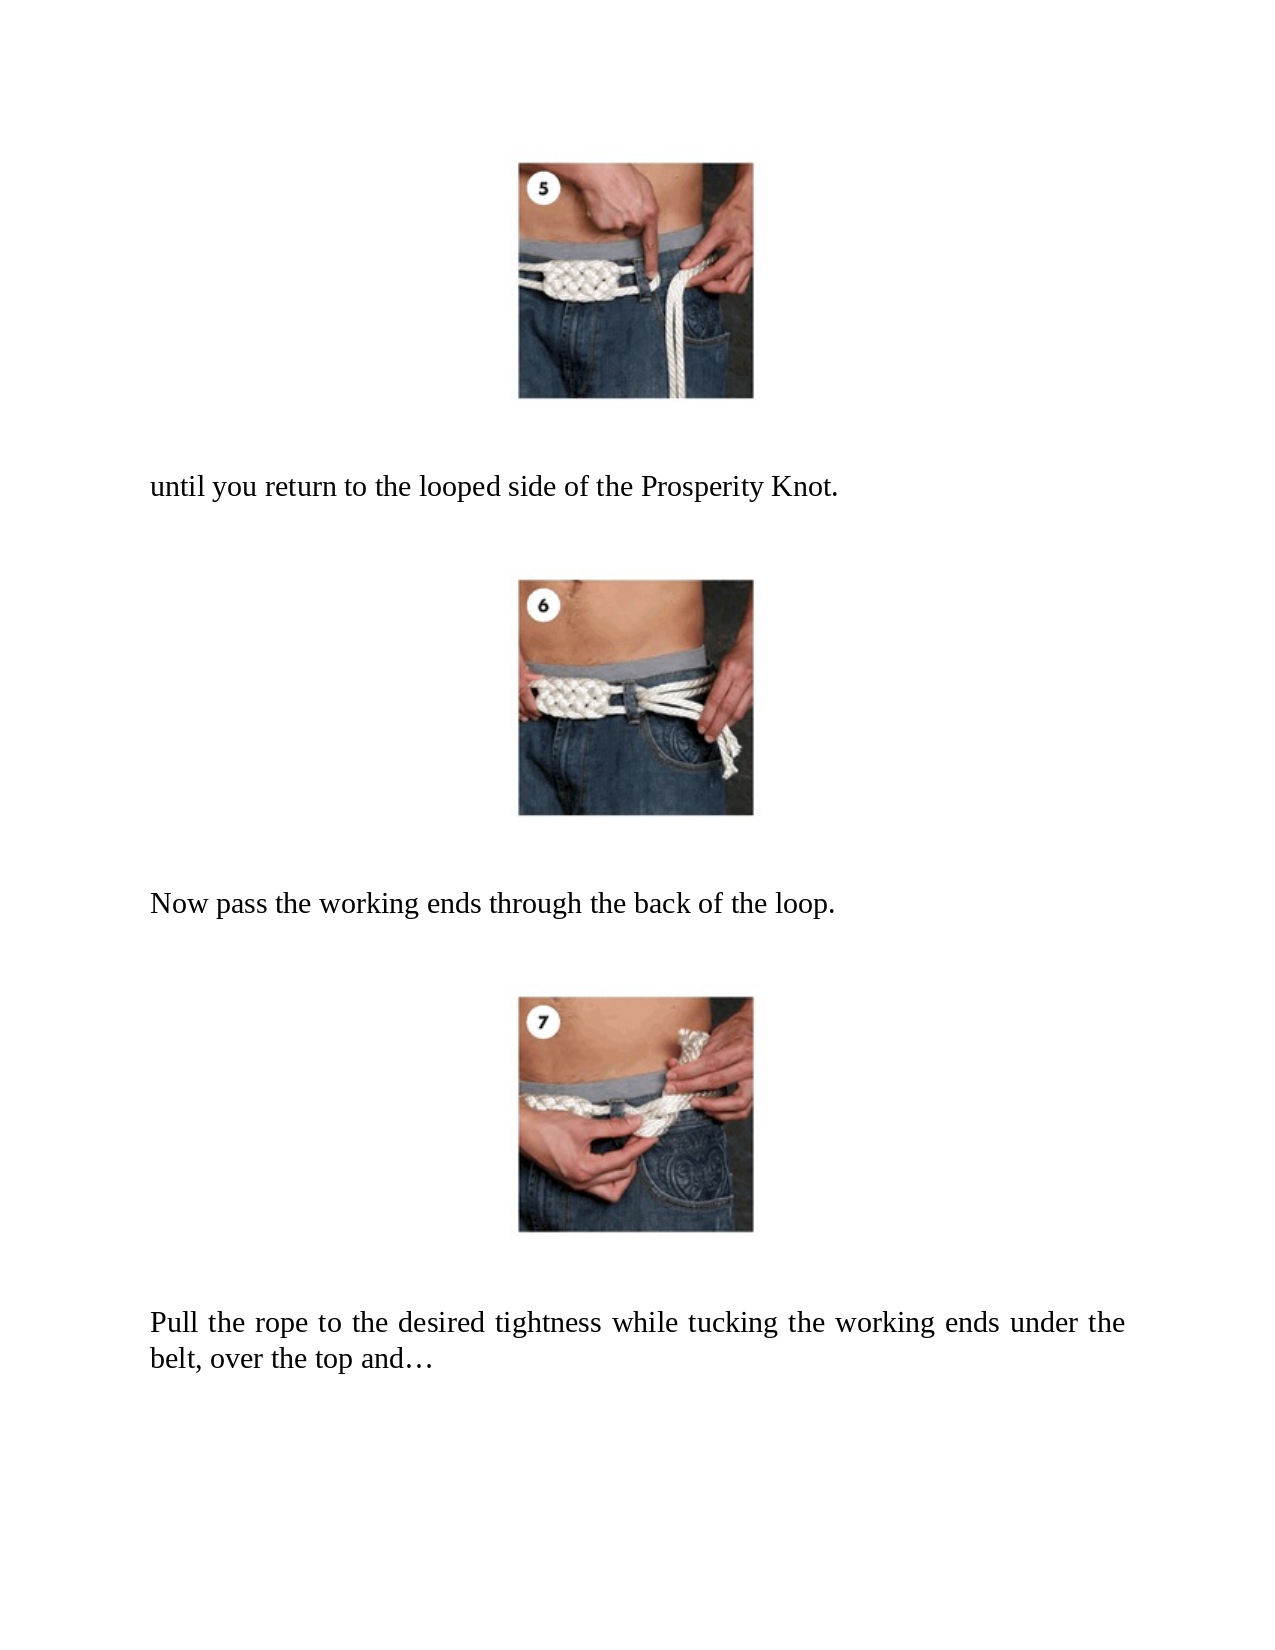 5
until you return to the looped side of the Prosperity Knot.
6
Now pass the working ends through the back of the loop.
7
Pull the rope to the desired tightness while tucking the working ends under the
belt, over the top and…